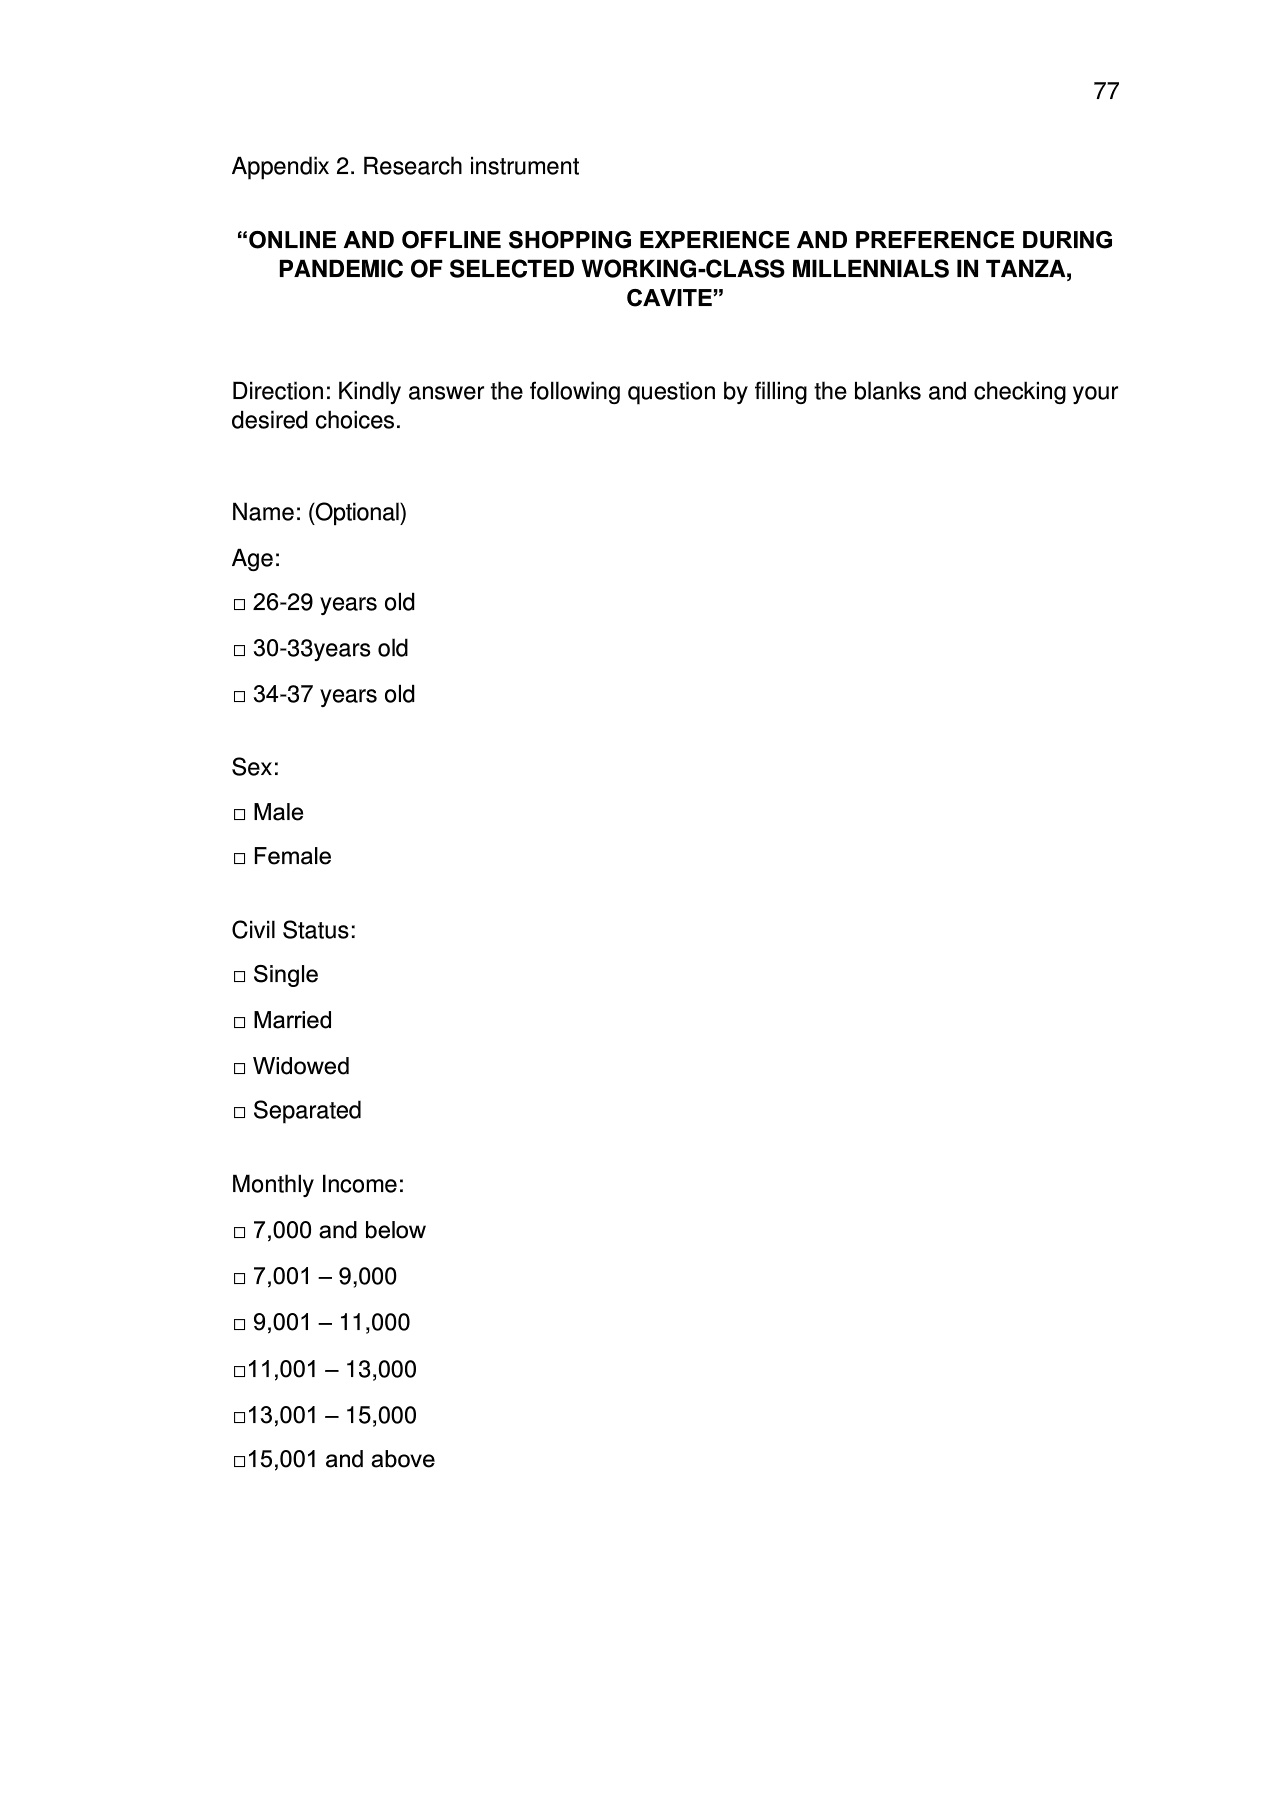 77
Appendix 2. Research instrument
“ONLINE AND OFFLINE SHOPPING EXPERIENCE AND PREFERENCE DURING
PANDEMIC OF SELECTED WORKING-CLASS MILLENNIALS IN TANZA,
CAVITE”
Direction: Kindly answer the following question by filling the blanks and checking your
desired choices.
Name: (Optional)
Age:
□ 26-29 years old
□ 30-33years old
□ 34-37 years old
Sex:
□ Male
□ Female
Civil Status:
□ Single
□ Married
□ Widowed
□ Separated
Monthly Income:
□ 7,000 and below
□ 7,001 – 9,000
□ 9,001 – 11,000
□11,001 – 13,000
□13,001 – 15,000
□15,001 and above